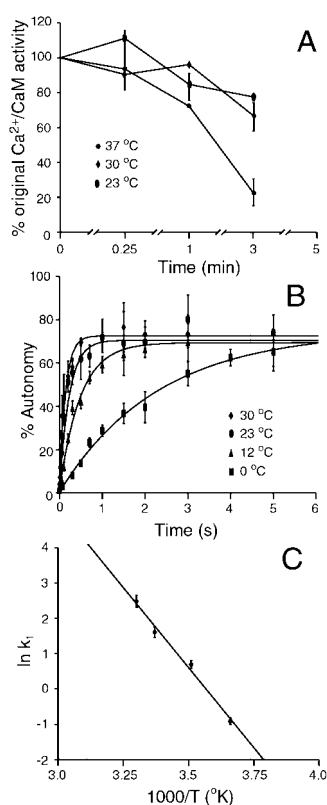 A
% original Ca²⁺/CaM activity
120
100
80
60
40
20
0
37 °C
30 °C
23 °C
0
0.25
1
3
5
Time (min)
B
% Autonomy
100
80
60
40
20
0
30 °C
23 °C
12 °C
0 °C
0
1
2
3
4
5
6
Time (s)
C
ln k₁
4
3
2
1
0
-1
-2
3.0
3.25
3.5
3.75
4.0
1000/T (°K)